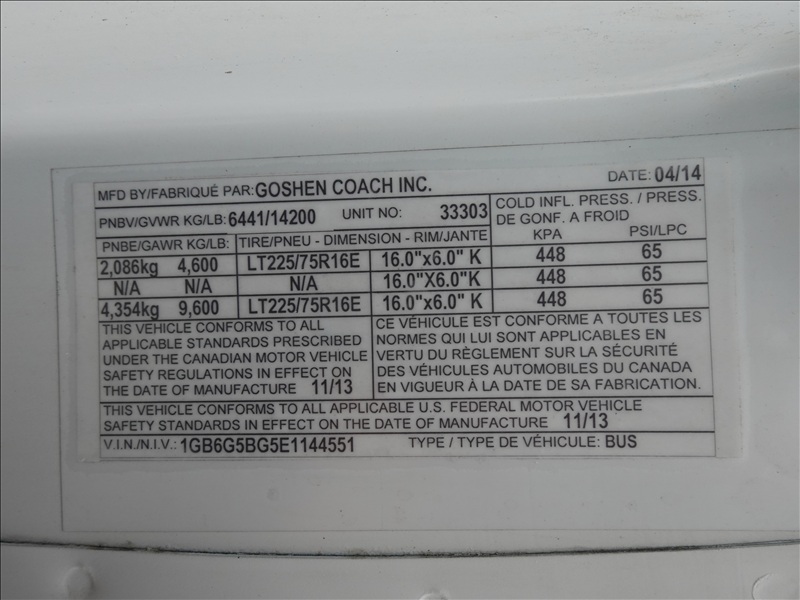 MFD BY/FABRIQUÉ PAR: GOSHEN COACH INC. DATE: 04/14
PNBV/GVWR KG/LB: 6441/14200 UNIT NO: 33303
COLD INFL. PRESS. / PRESS.
DE GONF. A FROID
PNBE/GAWR KG/LB: TIRE/PNEU - DIMENSION - RIM/JANTE KPA PSI/LPC
2,086kg 4,600 LT225/75R16E 16.0"x6.0" K 448 65
N/A N/A N/A 16.0"X6.0" K 448 65
4,354kg 9,600 LT225/75R16E 16.0"x6.0" K 448 65
THIS VEHICLE CONFORMS TO ALL
APPLICABLE STANDARDS PRESCRIBED
UNDER THE CANADIAN MOTOR VEHICLE
SAFETY REGULATIONS IN EFFECT ON
THE DATE OF MANUFACTURE 11/13
CE VÉHICULE EST CONFORME A TOUTES LES
NORMES QUI LUI SONT APPLICABLES EN
VERTU DU RÈGLEMENT SUR LA SÉCURITÉ
DES VÉHICULES AUTOMOBILES DU CANADA
EN VIGUEUR À LA DATE DE SA FABRICATION.
THIS VEHICLE CONFORMS TO ALL APPLICABLE U.S. FEDERAL MOTOR VEHICLE
SAFETY STANDARDS IN EFFECT ON THE DATE OF MANUFACTURE 11/13
V.I.N./N.I.V.: 1GB6G5BG5E1144551 TYPE / TYPE DE VÉHICULE: BUS